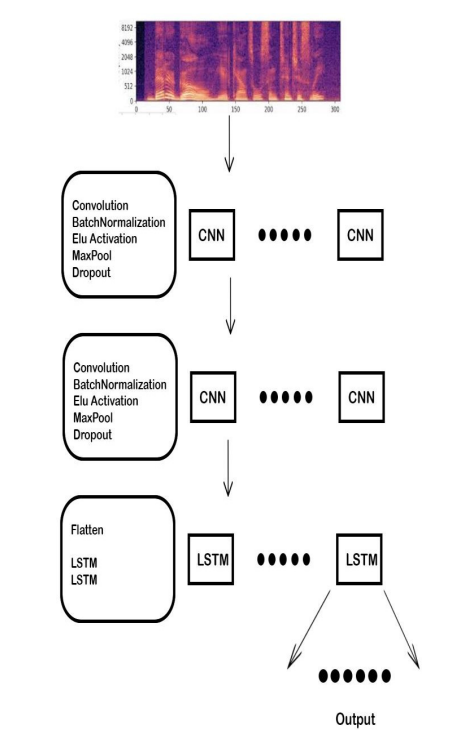 8192
4096
2048
1024
512
0
0 50 100 150 200 250 300
Convolution
BatchNormalization
Elu Activation
MaxPool
Dropout
CNN CNN
Convolution
BatchNormalization
Elu Activation
MaxPool
Dropout
CNN CNN
Flatten
LSTM
LSTM
LSTM LSTM
Output